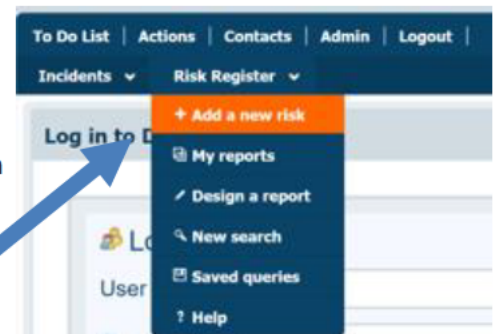 To Do List | Actions | Contacts | Admin | Logout |
Incidents Risk Register
+ Add a new risk
Log in to D
My reports
Design a report
New search
Lo
Saved queries
User
? Help